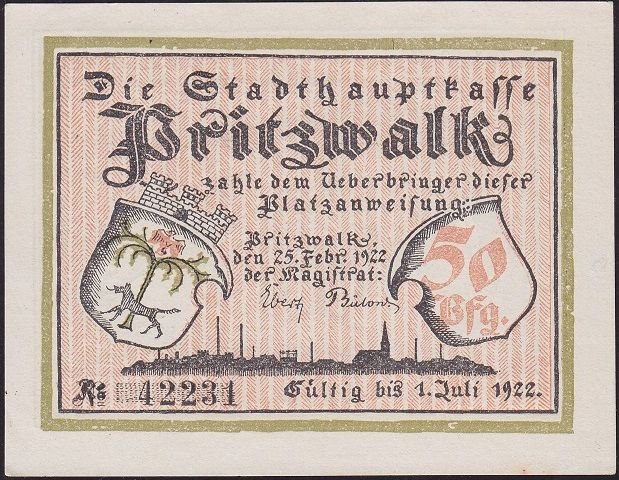 Die Stadthauptkasse
Pritzwalk
zahle dem Ueberbringer dieser
Platzanweisung:
Pritzwalk,
den 25. Febr. 1922
der Magistrat:
50
Pfg.
№ 42231
Gültig bis 1. Juli 1922.